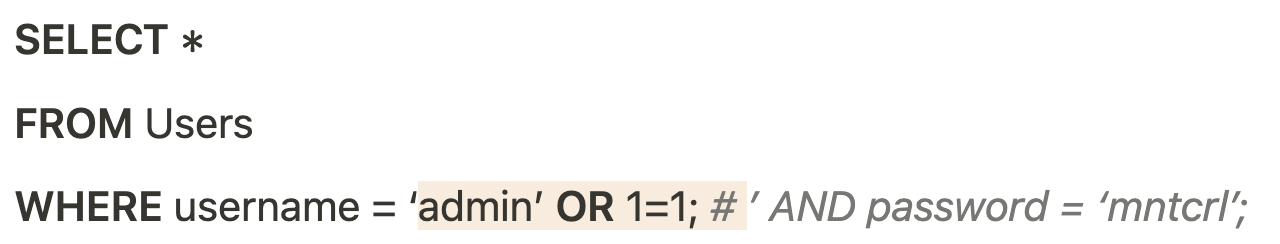 SELECT *
FROM Users
WHERE username = ‘admin’ OR 1=1; # ’ AND password = ‘mntcrl’;